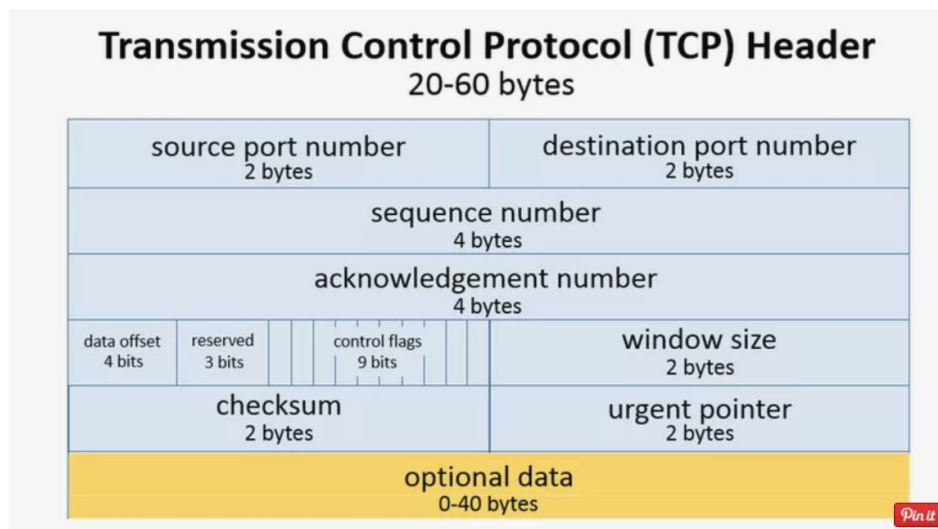 Transmission Control Protocol (TCP) Header
20-60 bytes
source port number
2 bytes
destination port number
2 bytes
sequence number
4 bytes
acknowledgement number
4 bytes
data offset
4 bits
reserved
3 bits
control flags
9 bits
window size
2 bytes
checksum
2 bytes
urgent pointer
2 bytes
optional data
0-40 bytes
Pin it